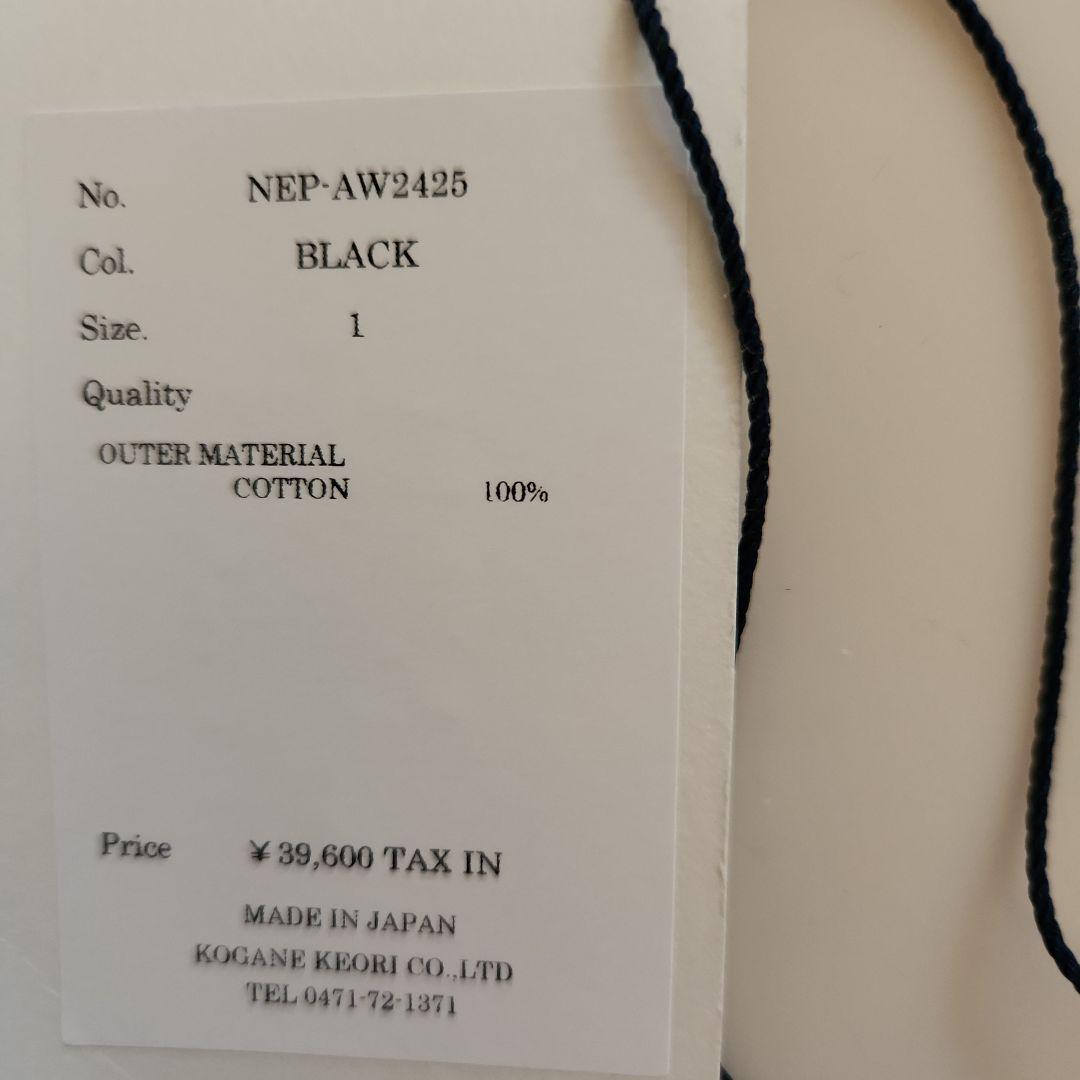 No. NEP-AW2425
Col. BLACK
Size. 1
Quality
OUTER MATERIAL
COTTON 100%
Price ¥39,600 TAX IN
MADE IN JAPAN
KOGANE KEORI CO.,LTD
TEL 0471-72-1371